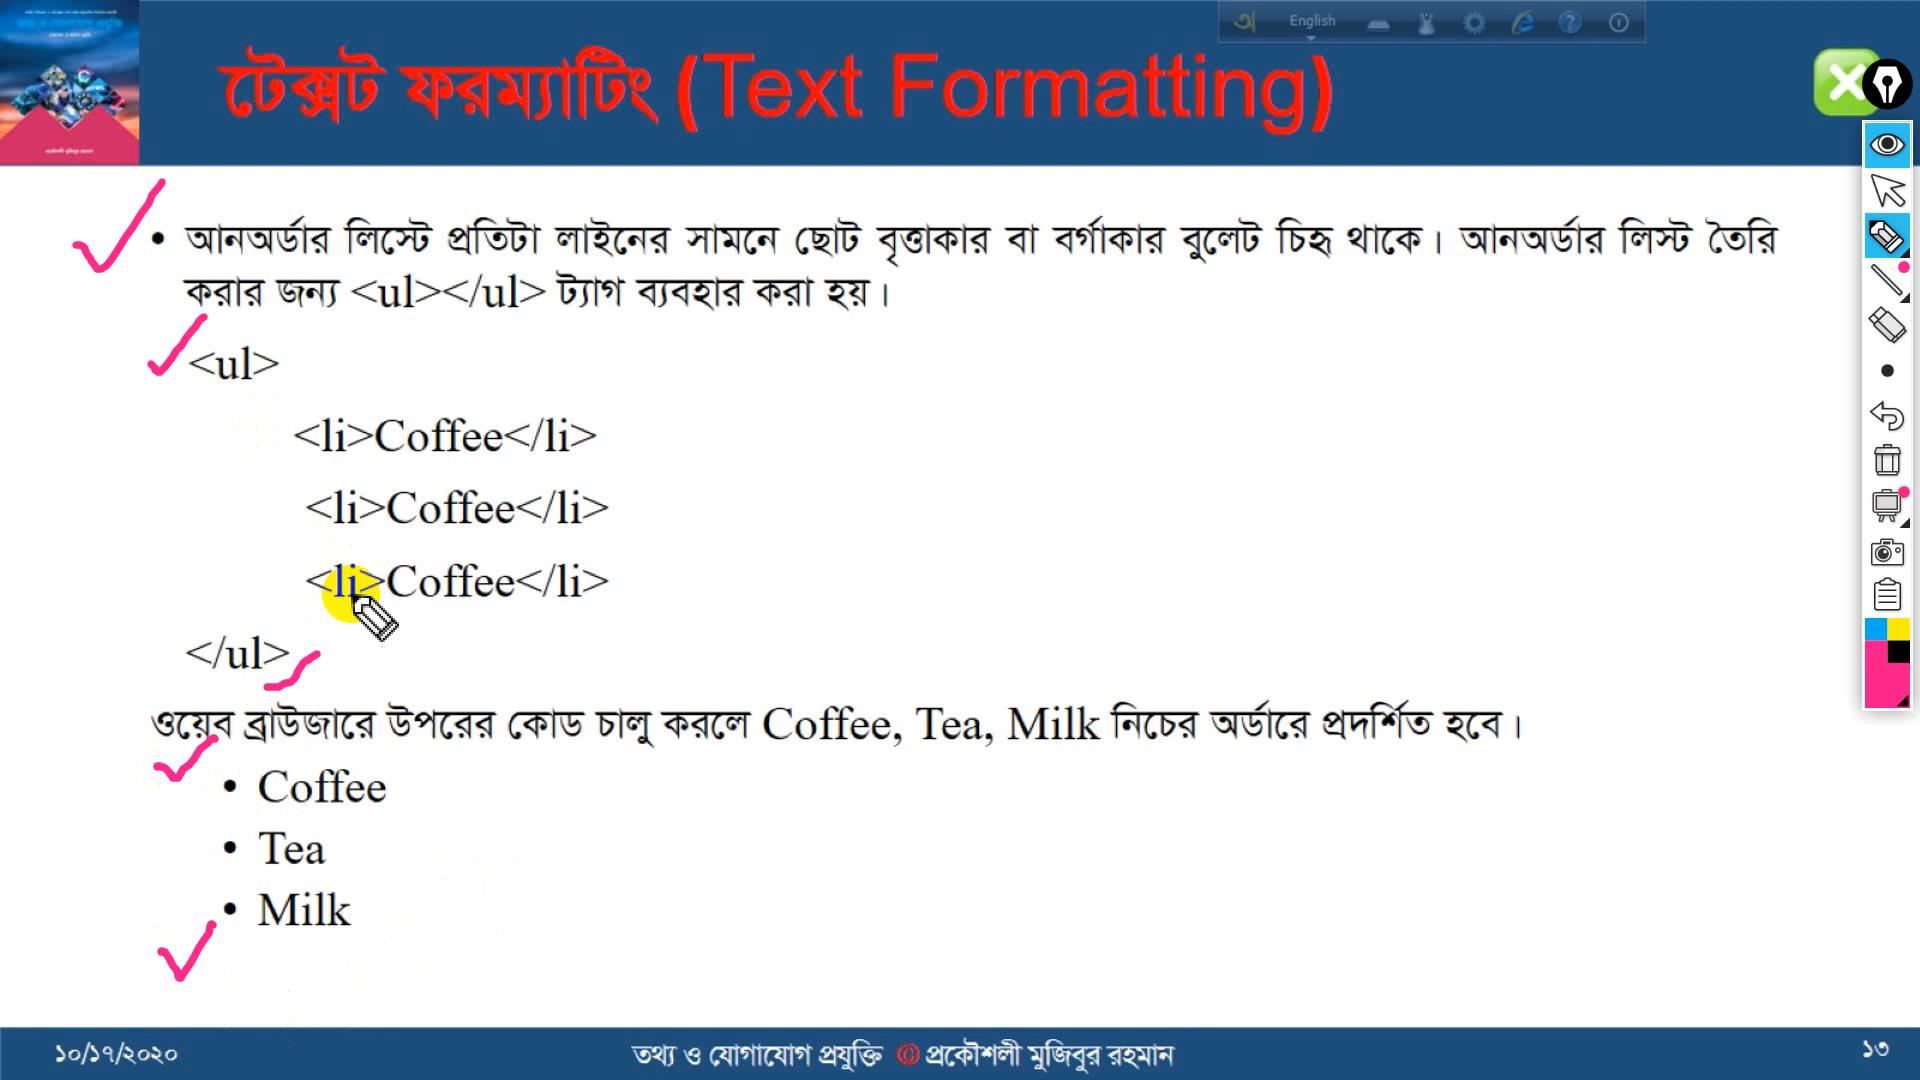 English
টেক্সট ফরম্যাটিং (Text Formatting)
• আনঅর্ডার লিস্টে প্রতিটা লাইনের সামনে ছোট বৃত্তাকার বা বর্গাকার বুলেট চিহ্ন থাকে। আনঅর্ডার লিস্ট তৈরি
করার জন্য <ul></ul> ট্যাগ ব্যবহার করা হয়।
<ul>
<li>Coffee</li>
<li>Coffee</li>
<li>Coffee</li>
</ul>
ওয়েব ব্রাউজারে উপরের কোড চালু করলে Coffee, Tea, Milk নিচের অর্ডারে প্রদর্শিত হবে।
• Coffee
• Tea
• Milk
১০/১৭/২০২০
তথ্য ও যোগাযোগ প্রযুক্তি © প্রকৌশলী মুজিবুর রহমান
১৩